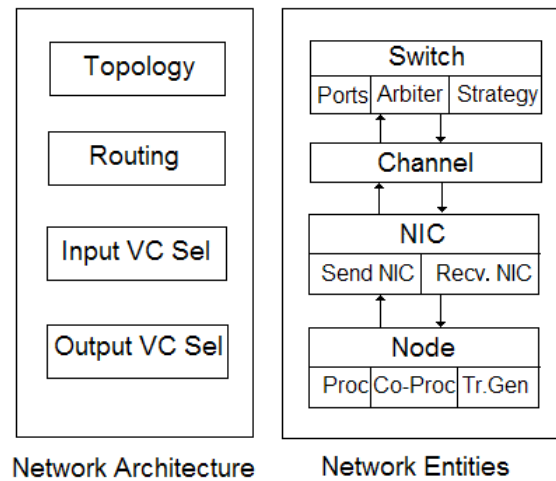 Topology
Routing
Input VC Sel
Output VC Sel
Network Architecture
Switch
Ports Arbiter Strategy
Channel
NIC
Send NIC Recv. NIC
Node
Proc Co-Proc Tr.Gen
Network Entities